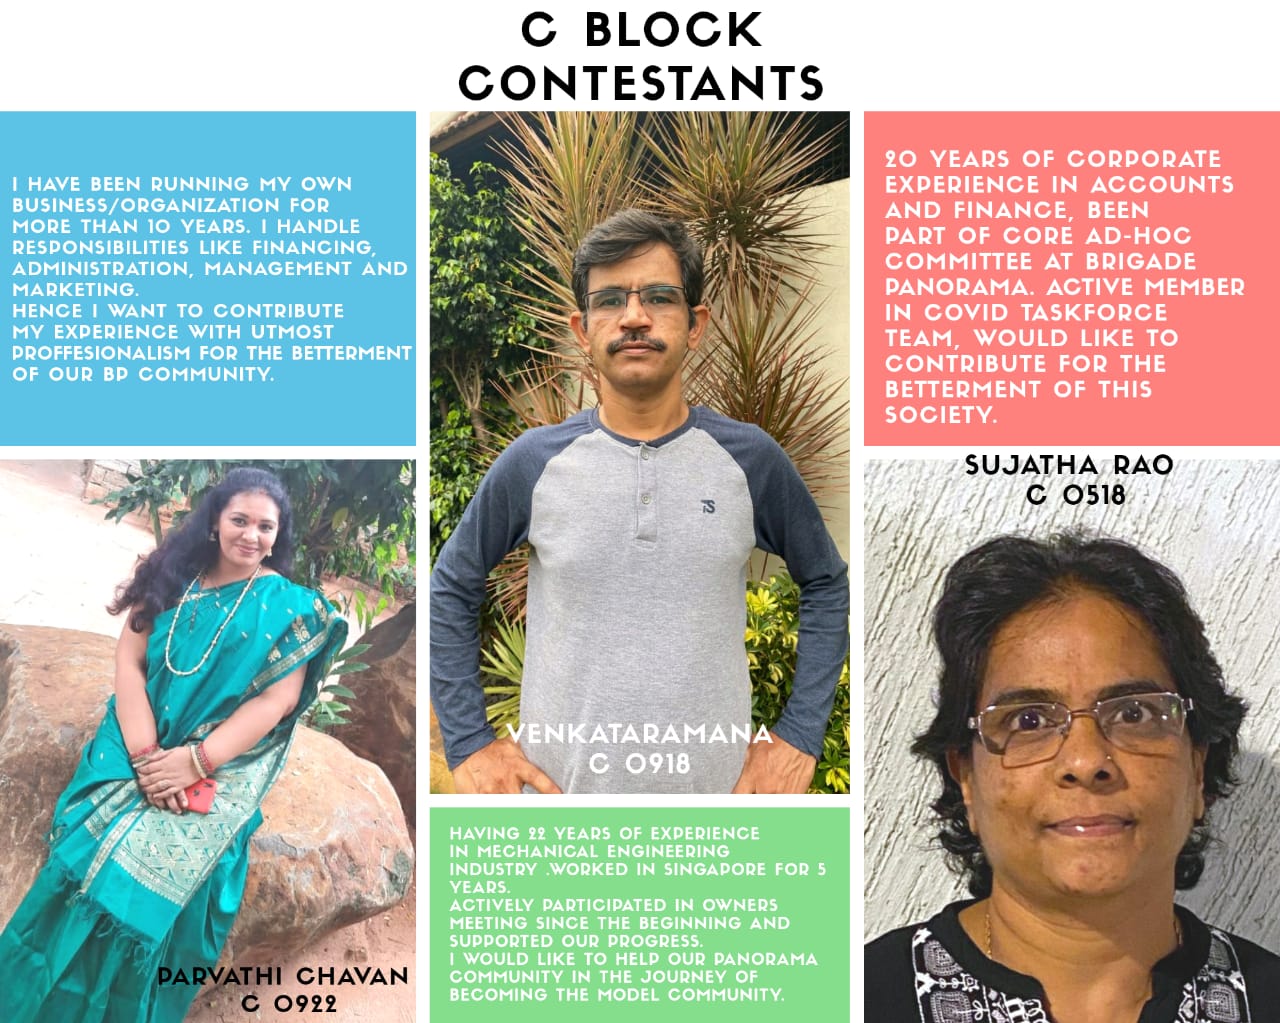 C BLOCK
CONTESTANTS
I HAVE BEEN RUNNING MY OWN
BUSINESS/ORGANIZATION FOR
MORE THAN 10 YEARS. I HANDLE
RESPONSIBILITIES LIKE FINANCING,
ADMINISTRATION, MANAGEMENT AND
MARKETING.
HENCE I WANT TO CONTRIBUTE
MY EXPERIENCE WITH UTMOST
PROFFESIONALISM FOR THE BETTERMENT
OF OUR BP COMMUNITY.
PARVATHI CHAVAN
C 0922
TS
VENKATARAMANA
C 0918
HAVING 22 YEARS OF EXPERIENCE
IN MECHANICAL ENGINEERING
INDUSTRY .WORKED IN SINGAPORE FOR 5
YEARS.
ACTIVELY PARTICIPATED IN OWNERS
MEETING SINCE THE BEGINNING AND
SUPPORTED OUR PROGRESS.
I WOULD LIKE TO HELP OUR PANORAMA
COMMUNITY IN THE JOURNEY OF
BECOMING THE MODEL COMMUNITY.
20 YEARS OF CORPORATE
EXPERIENCE IN ACCOUNTS
AND FINANCE, BEEN
PART OF CORE AD-HOC
COMMITTEE AT BRIGADE
PANORAMA. ACTIVE MEMBER
IN COVID TASKFORCE
TEAM, WOULD LIKE TO
CONTRIBUTE FOR THE
BETTERMENT OF THIS
SOCIETY.
SUJATHA RAO
C 0518